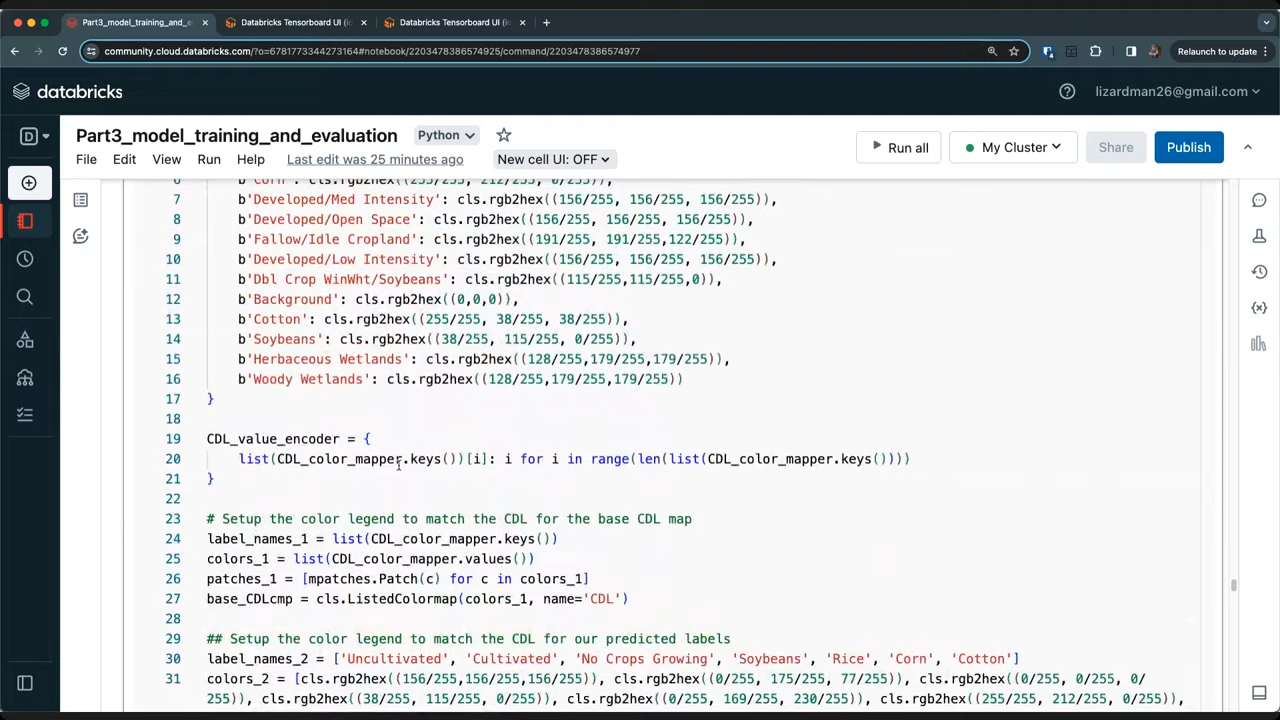 Part3_model_training_and_e
Databricks Tensorboard UI
Databricks Tensorboard UI
community.cloud.databricks.com/?o=6781773344273164#notebook/2203478386574925/command/2203478386574977
Relaunch to update
databricks
lizardman26@gmail.com
D
Part3_model_training_and_evaluation
Python
File Edit View Run Help Last edit was 25 minutes ago New cell UI: OFF
Run all My Cluster Share Publish
6 b'Corn': cls.rgb2hex((255/255, 212/255, 0/255)),
7 b'Developed/Med Intensity': cls.rgb2hex((156/255, 156/255, 156/255)),
8 b'Developed/Open Space': cls.rgb2hex((156/255, 156/255, 156/255)),
9 b'Fallow/Idle Cropland': cls.rgb2hex((191/255, 191/255,122/255)),
10 b'Developed/Low Intensity': cls.rgb2hex((156/255, 156/255, 156/255)),
11 b'Dbl Crop WinWht/Soybeans': cls.rgb2hex((115/255,115/255,0)),
12 b'Background': cls.rgb2hex((0,0,0)),
13 b'Cotton': cls.rgb2hex((255/255, 38/255, 38/255)),
14 b'Soybeans': cls.rgb2hex((38/255, 115/255, 0/255)),
15 b'Herbaceous Wetlands': cls.rgb2hex((128/255,179/255,179/255)),
16 b'Woody Wetlands': cls.rgb2hex((128/255,179/255,179/255))
17 }
18
19 CDL_value_encoder = {
20 list(CDL_color_mapper.keys())[i]: i for i in range(len(list(CDL_color_mapper.keys())))
21 }
22
23 # Setup the color legend to match the CDL for the base CDL map
24 label_names_1 = list(CDL_color_mapper.keys())
25 colors_1 = list(CDL_color_mapper.values())
26 patches_1 = [mpatches.Patch(c) for c in colors_1]
27 base_CDLcmp = cls.ListedColormap(colors_1, name='CDL')
28
29 ## Setup the color legend to match the CDL for our predicted labels
30 label_names_2 = ['Uncultivated', 'Cultivated', 'No Crops Growing', 'Soybeans', 'Rice', 'Corn', 'Cotton']
31 colors_2 = [cls.rgb2hex((156/255,156/255,156/255)), cls.rgb2hex((0/255, 175/255, 77/255)), cls.rgb2hex((0/255, 0/255, 0/
255)), cls.rgb2hex((38/255, 115/255, 0/255)), cls.rgb2hex((0/255, 169/255, 230/255)), cls.rgb2hex((255/255, 212/255, 0/255)),